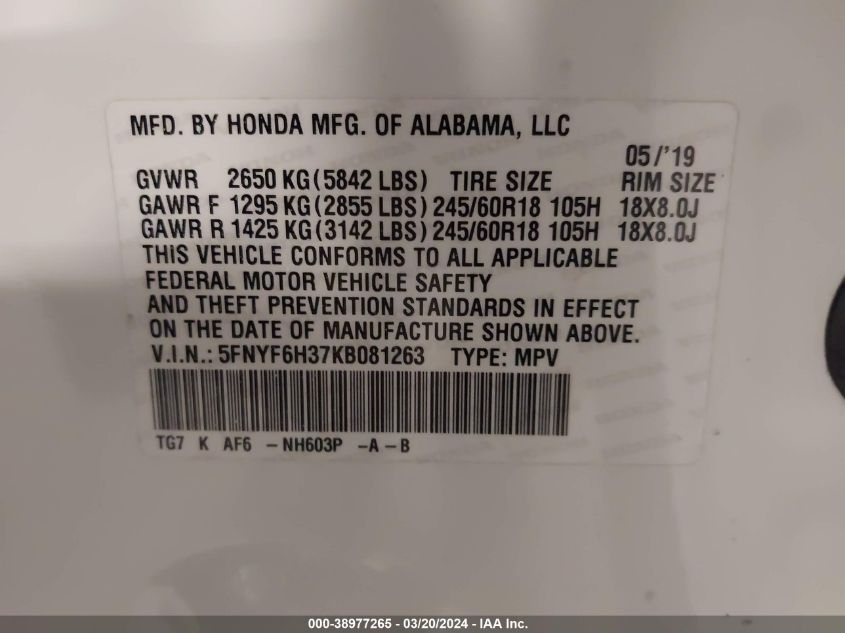 MFD. BY HONDA MFG. OF ALABAMA, LLC
05/'19
GVWR 2650 KG(5842 LBS) TIRE SIZE RIM SIZE
GAWR F 1295 KG(2855 LBS) 245/60R18 105H 18X8.0J
GAWR R 1425 KG(3142 LBS) 245/60R18 105H 18X8.0J
THIS VEHICLE CONFORMS TO ALL APPLICABLE
FEDERAL MOTOR VEHICLE SAFETY
AND THEFT PREVENTION STANDARDS IN EFFECT
ON THE DATE OF MANUFACTURE SHOWN ABOVE.
V.I.N.: 5FNYF6H37KB081263 TYPE: MPV
TG7 K AF6 - NH603P - A - B
000-38977265 - 03/20/2024 - IAA Inc.